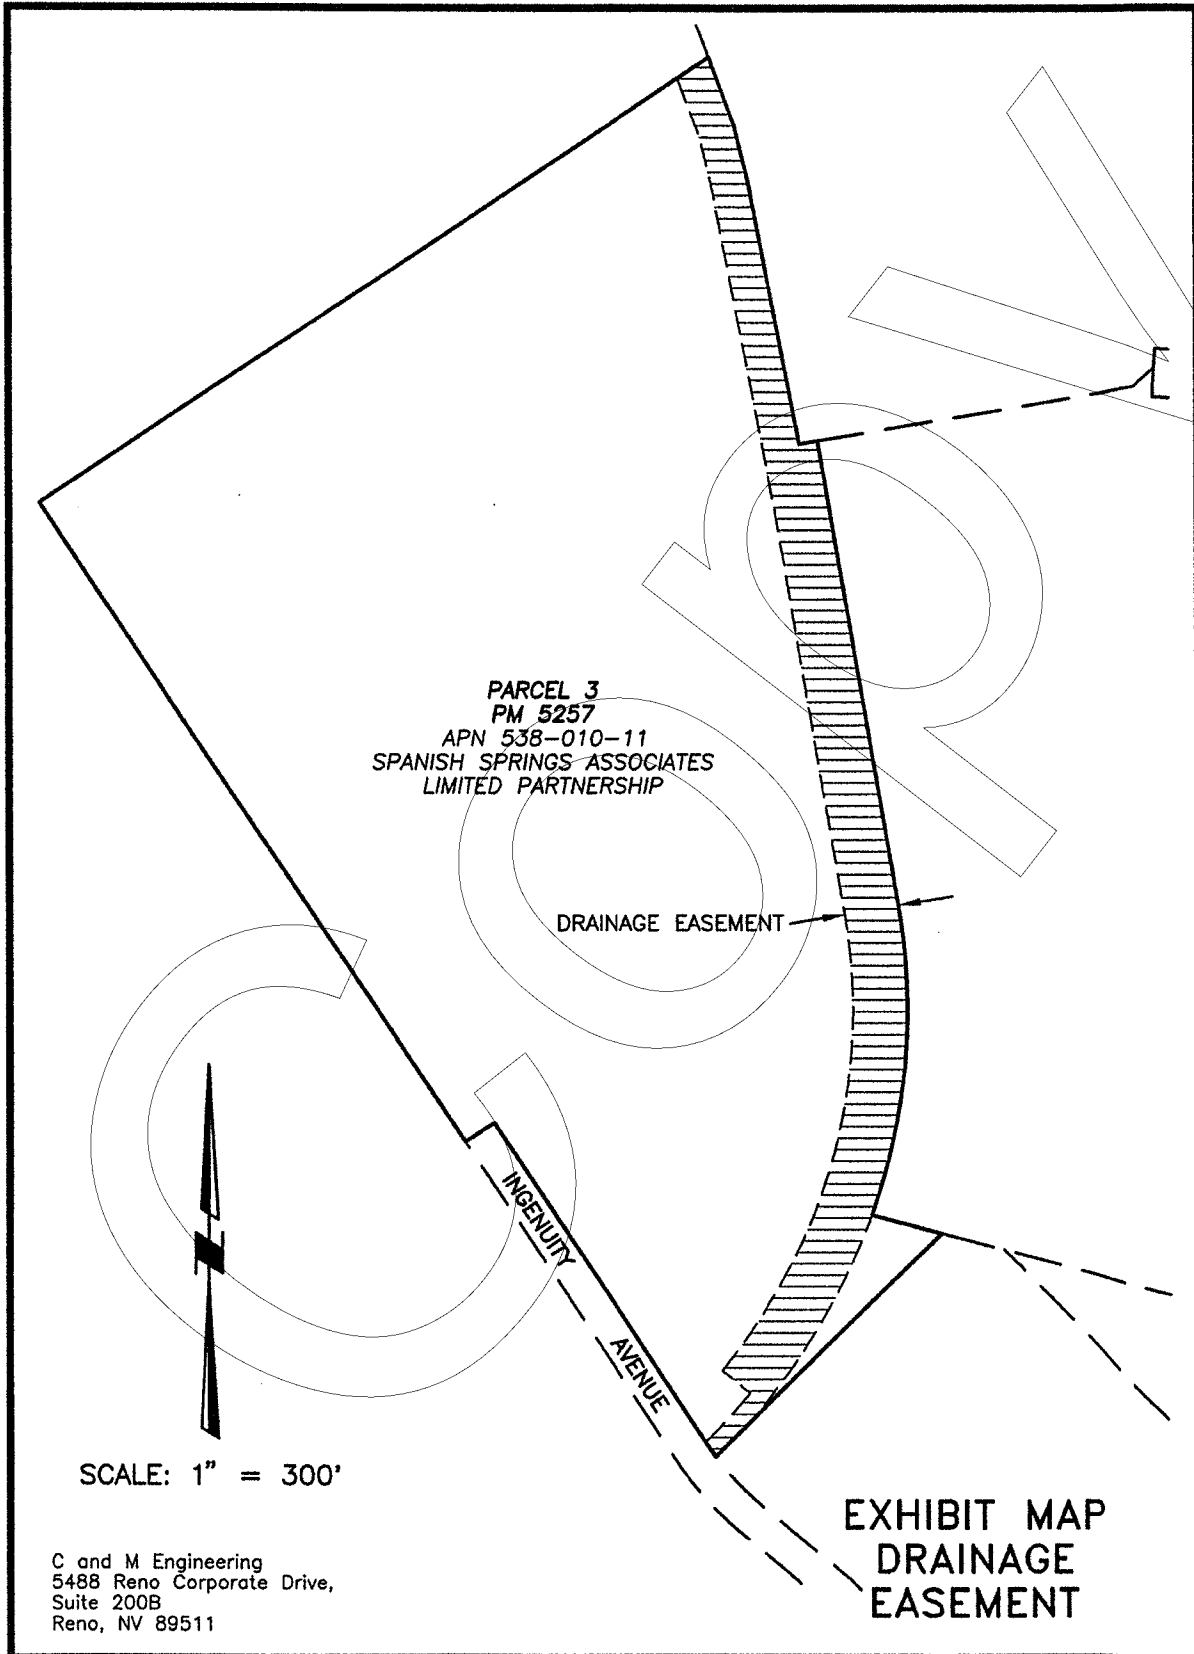 PARCEL 3
PM 5257
APN 538-010-11
SPANISH SPRINGS ASSOCIATES
LIMITED PARTNERSHIP
DRAINAGE EASEMENT
INGENUITY
AVENUE
N
SCALE: 1" = 300'
C and M Engineering
5488 Reno Corporate Drive,
Suite 200B
Reno, NV 89511
EXHIBIT MAP
DRAINAGE
EASEMENT
Copy